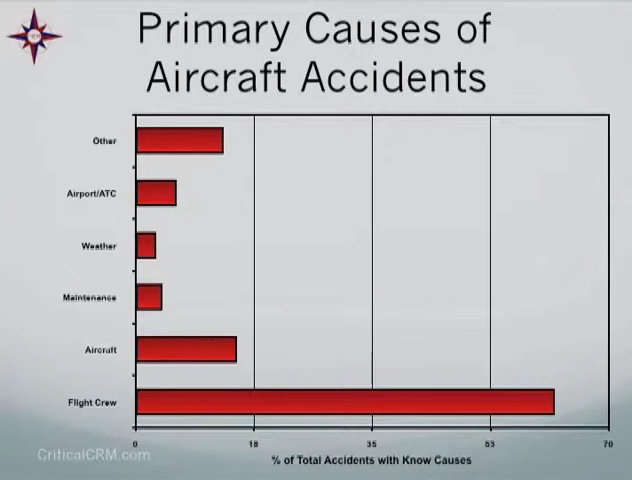 Primary Causes of
Aircraft Accidents
Other
Airport/ATC
Weather
Maintenance
Aircraft
Flight Crew
0 18 35 53 70
% of Total Accidents with Know Causes
CriticalCRM.com